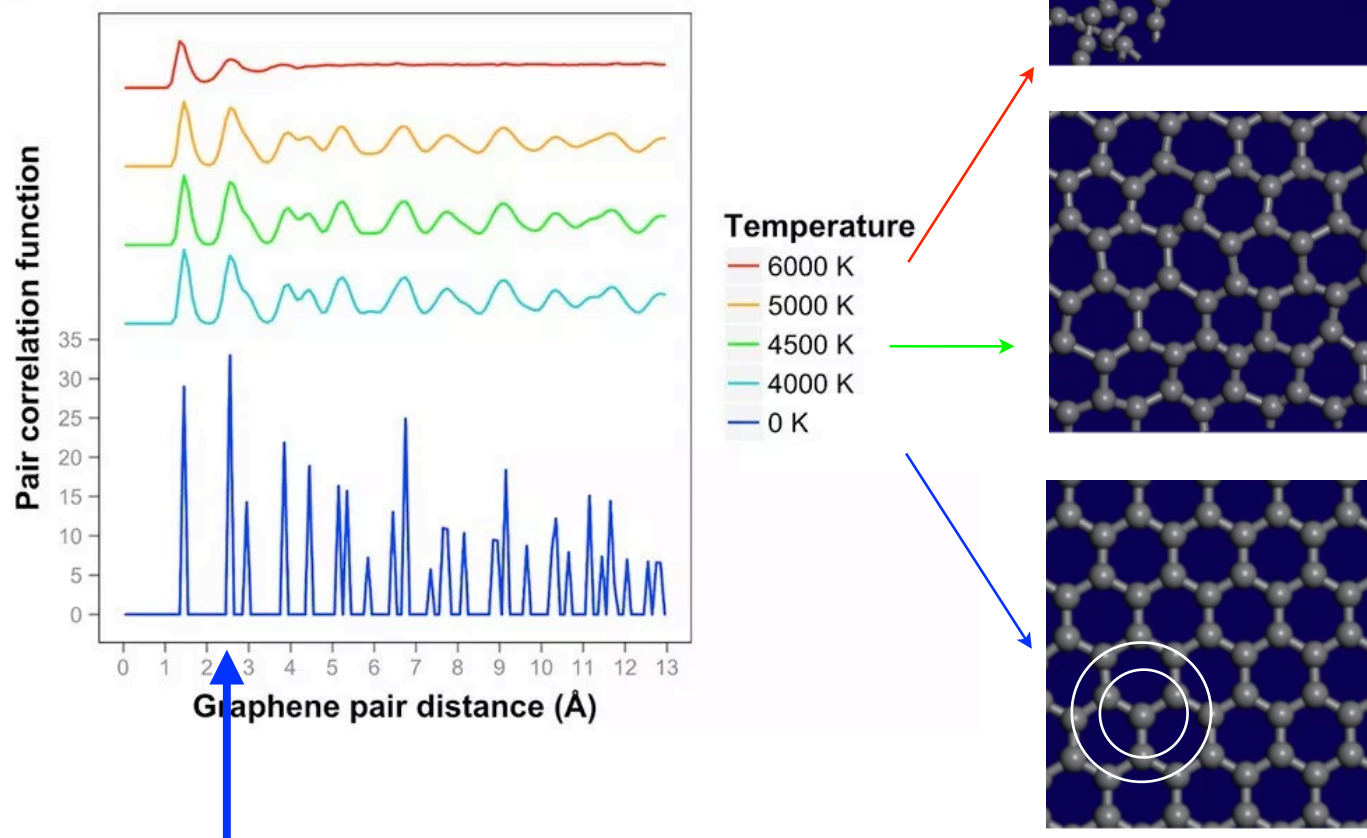 Pair correlation function
35
30
25
20
15
10
5
0
0 1 2 3 4 5 6 7 8 9 10 11 12 13
Graphene pair distance (Å)
Temperature
6000 K
5000 K
4500 K
4000 K
0 K